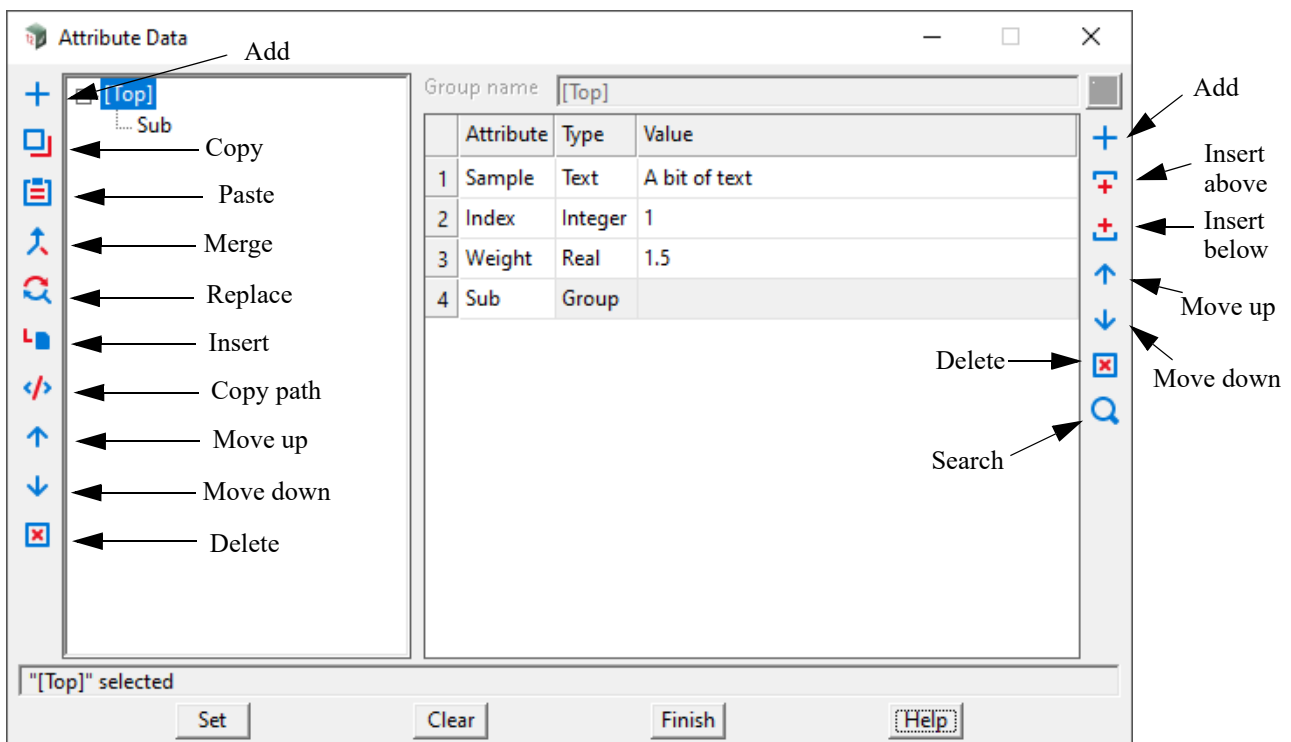 Attribute Data
Add
[Top]
Sub
Copy
Paste
Merge
Replace
Insert
Copy path
Move up
Move down
Delete
Group name [Top]
Attribute Type Value
1 Sample Text A bit of text
2 Index Integer 1
3 Weight Real 1.5
4 Sub Group
Add
Insert
above
Insert
below
Move up
Move down
Delete
Search
"[Top]" selected
Set Clear Finish Help